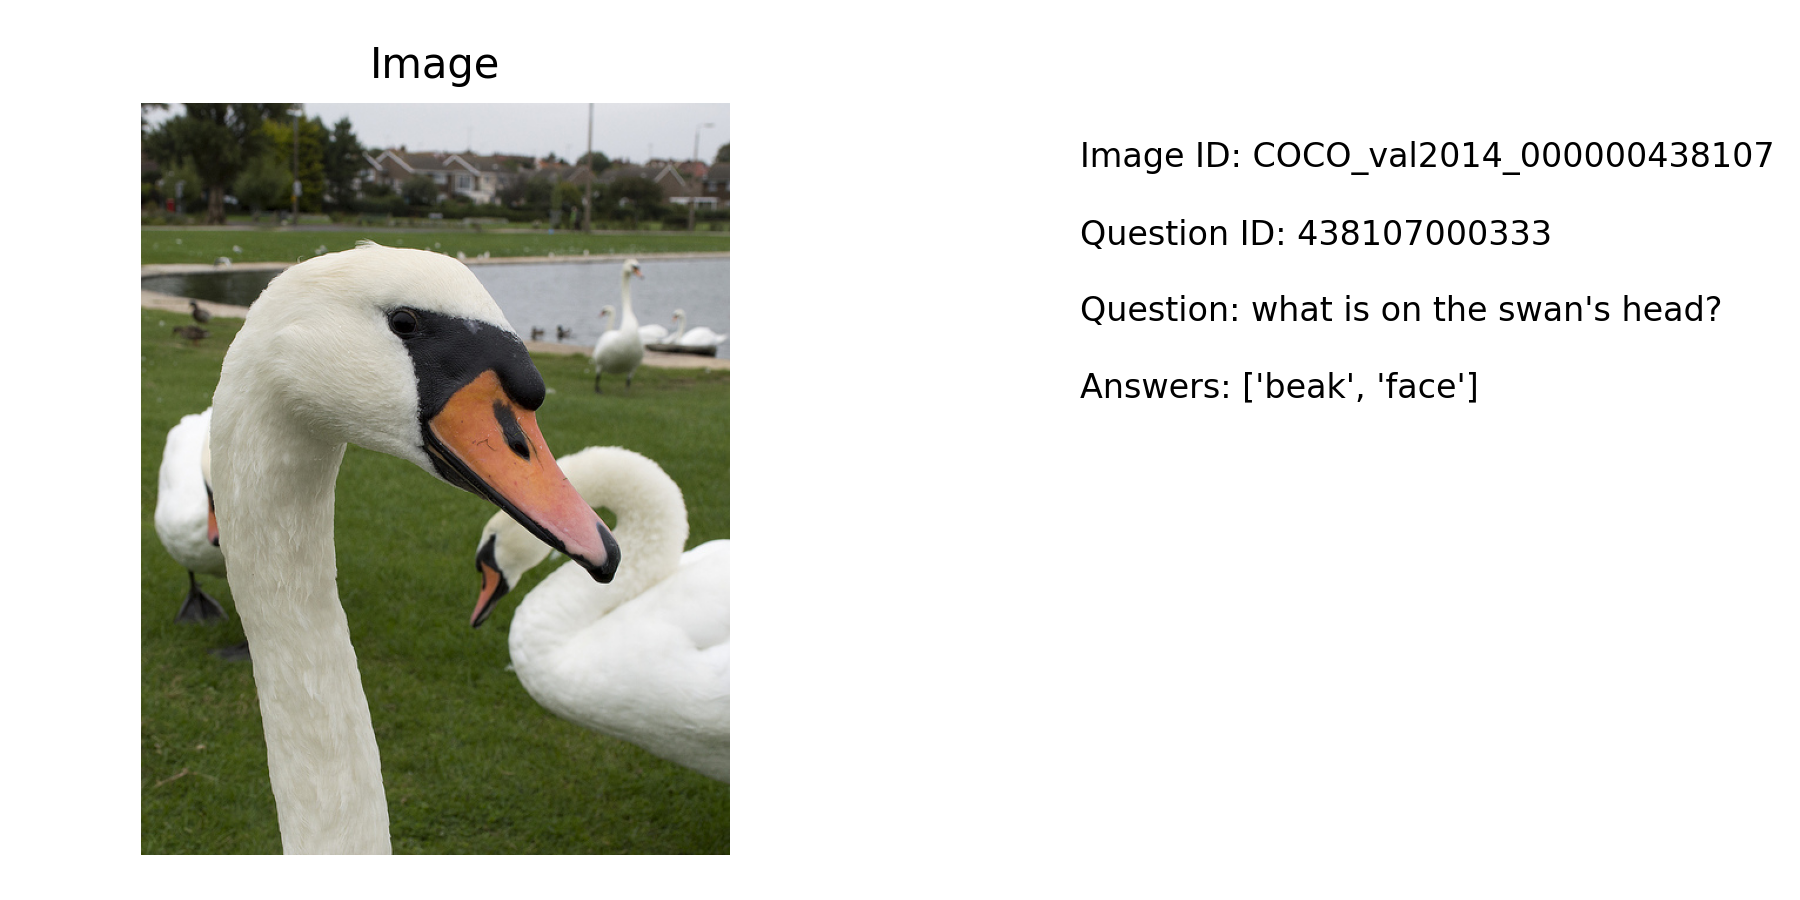 Image
Image ID: COCO_val2014_000000438107
Question ID: 438107000333
Question: what is on the swan's head?
Answers: ['beak', 'face']